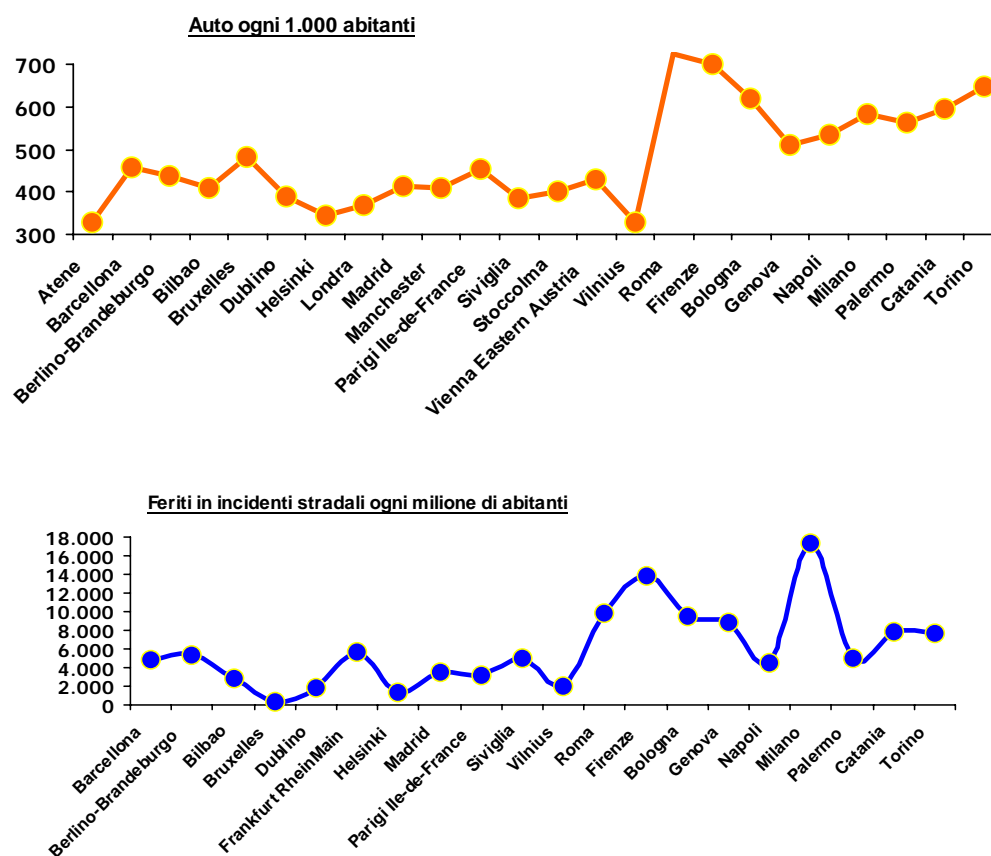 Auto ogni 1.000 abitanti
700
600
500
400
300
Atene
Barcellona
Berlino-Brandeburgo
Bilbao
Bruxelles
Dublino
Helsinki
Londra
Madrid
Manchester
Parigi Ile-de-France
Siviglia
Stoccolma
Vienna Eastern Austria
Vilnius
Roma
Firenze
Bologna
Genova
Napoli
Milano
Palermo
Catania
Torino
Feriti in incidenti stradali ogni milione di abitanti
18.000
16.000
14.000
12.000
10.000
8.000
6.000
4.000
2.000
0
Barcellona
Berlino-Brandeburgo
Bilbao
Bruxelles
Dublino
Frankfurt RheinMain
Helsinki
Madrid
Parigi Ile-de-France
Siviglia
Vilnius
Roma
Firenze
Bologna
Genova
Napoli
Milano
Palermo
Catania
Torino